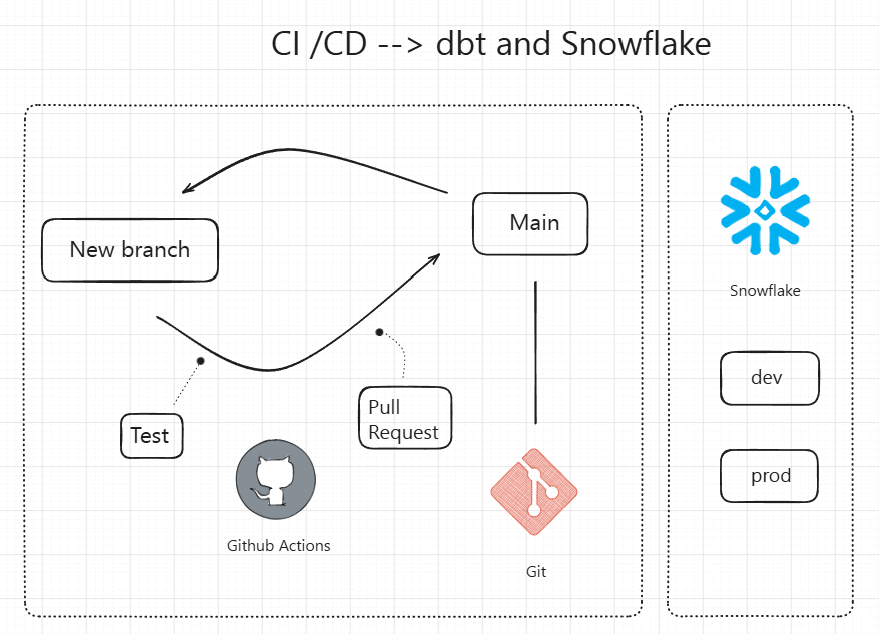 CI /CD --> dbt and Snowflake
New branch
Main
Test
Pull
Request
Github Actions
Git
Snowflake
dev
prod